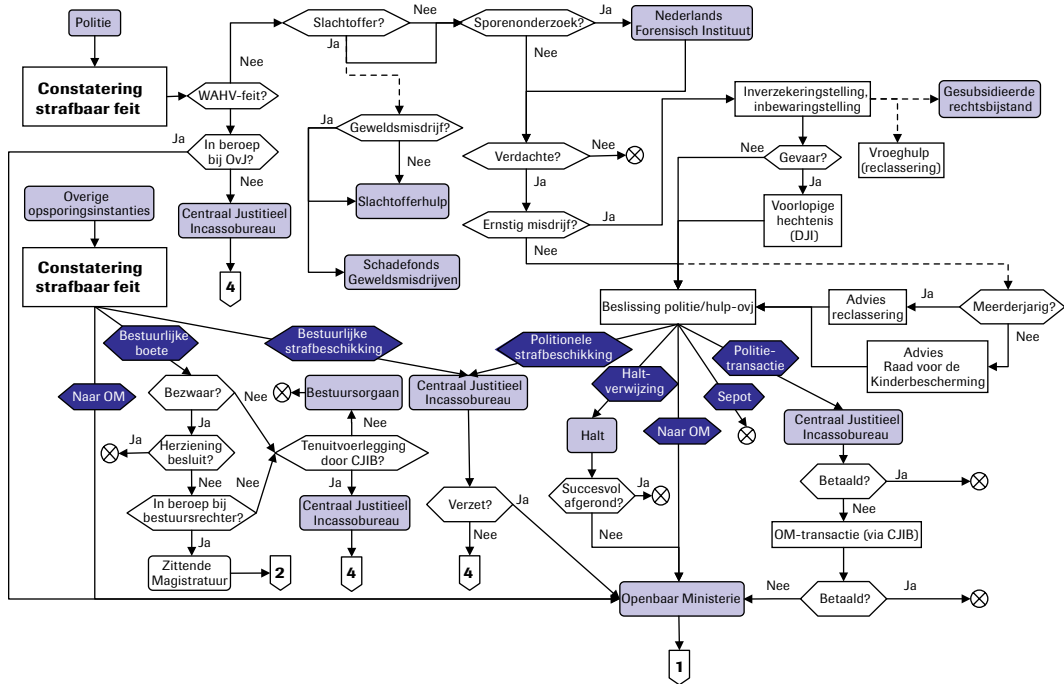 Politie
Constatering
strafbaar feit
WAHV-feit?
Nee
Ja
In beroep
bij OvJ?
Nee
Centraal Justitieel
Incassobureau
4
Slachtoffer?
Nee
Ja
Geweldsmisdrijf?
Ja
Nee
Slachtofferhulp
Schadefonds
Geweldsmisdrijven
Sporenonderzoek?
Ja
Nee
Nederlands
Forensisch Instituut
Verdachte?
Nee
Ja
Ernstig misdrijf?
Ja
Nee
Inverzekeringstelling,
inbewaringstelling
Gesubsidieerde
rechtsbijstand
Vroeghulp
(reclassering)
Nee
Gevaar?
Ja
Voorlopige
hechtenis
(DJI)
Overige
opsporingsinstanties
Constatering
strafbaar feit
Beslissing politie/hulp-ovj
Advies
reclassering
Ja
Meerderjarig?
Nee
Advies
Raad voor de
Kinderbescherming
Bestuurlijke
boete
Bestuurlijke
strafbeschikking
Politionele
strafbeschikking
Halt-
verwijzing
Politie-
transactie
Sepot
Naar OM
Naar OM
Bezwaar?
Nee
Ja
Ja
Herziening
besluit?
Nee
Nee
In beroep bij
bestuursrechter?
Ja
Zittende
Magistratuur
2
Bestuursorgaan
Nee
Tenuitvoerlegging
door CJIB?
Ja
Centraal Justitieel
Incassobureau
4
Centraal Justitieel
Incassobureau
Verzet?
Ja
Nee
4
Halt
Succesvol
afgerond?
Ja
Nee
Centraal Justitieel
Incassobureau
Betaald?
Ja
Nee
OM-transactie (via CJIB)
Openbaar Ministerie
Nee
Betaald?
Ja
1